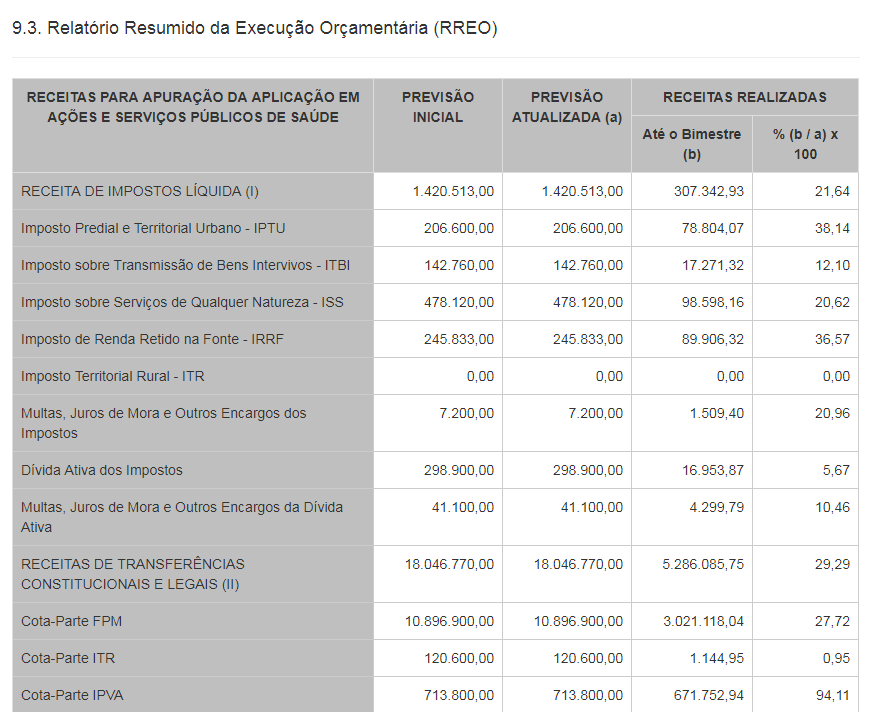 9.3. Relatório Resumido da Execução Orçamentária (RREO)
RECEITAS PARA APURAÇÃO DA APLICAÇÃO EM AÇÕES E SERVIÇOS PÚBLICOS DE SAÚDE PREVISÃO INICIAL PREVISÃO ATUALIZADA (a) RECEITAS REALIZADAS
Até o Bimestre (b) % (b / a) x 100
RECEITA DE IMPOSTOS LÍQUIDA (I) 1.420.513,00 1.420.513,00 307.342,93 21,64
Imposto Predial e Territorial Urbano - IPTU 206.600,00 206.600,00 78.804,07 38,14
Imposto sobre Transmissão de Bens Intervivos - ITBI 142.760,00 142.760,00 17.271,32 12,10
Imposto sobre Serviços de Qualquer Natureza - ISS 478.120,00 478.120,00 98.598,16 20,62
Imposto de Renda Retido na Fonte - IRRF 245.833,00 245.833,00 89.906,32 36,57
Imposto Territorial Rural - ITR 0,00 0,00 0,00 0,00
Multas, Juros de Mora e Outros Encargos dos Impostos 7.200,00 7.200,00 1.509,40 20,96
Dívida Ativa dos Impostos 298.900,00 298.900,00 16.953,87 5,67
Multas, Juros de Mora e Outros Encargos da Dívida Ativa 41.100,00 41.100,00 4.299,79 10,46
RECEITAS DE TRANSFERÊNCIAS CONSTITUCIONAIS E LEGAIS (II) 18.046.770,00 18.046.770,00 5.286.085,75 29,29
Cota-Parte FPM 10.896.900,00 10.896.900,00 3.021.118,04 27,72
Cota-Parte ITR 120.600,00 120.600,00 1.144,95 0,95
Cota-Parte IPVA 713.800,00 713.800,00 671.752,94 94,11